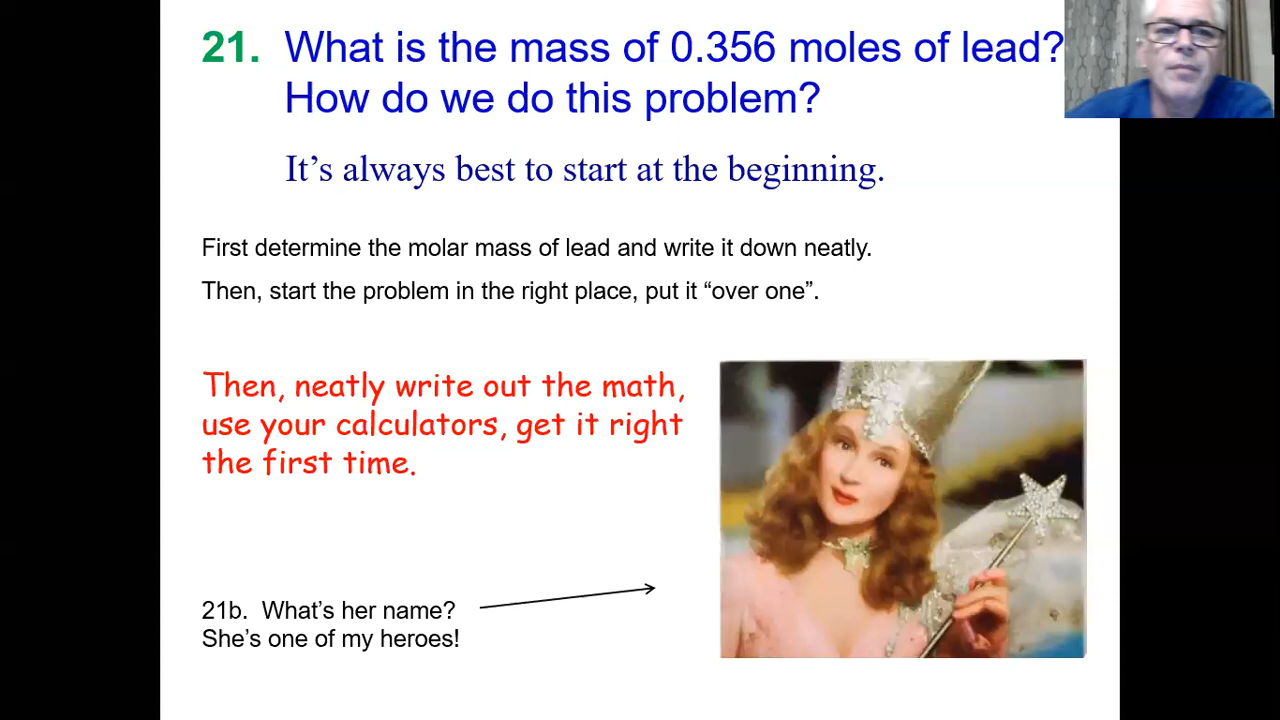 21. What is the mass of 0.356 moles of lead?
How do we do this problem?
It’s always best to start at the beginning.
First determine the molar mass of lead and write it down neatly.
Then, start the problem in the right place, put it “over one”.
Then, neatly write out the math,
use your calculators, get it right
the first time.
21b. What’s her name?
She’s one of my heroes!